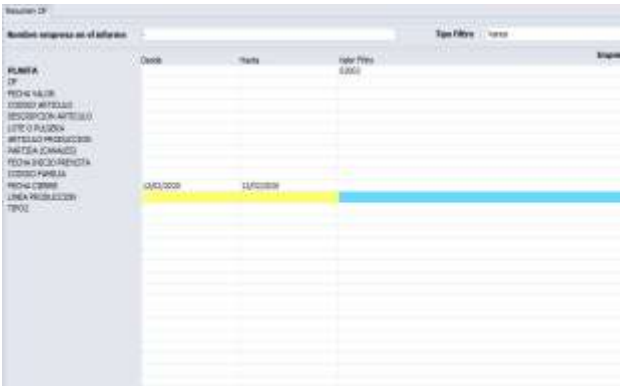 Resumen OF
Nombre empresa en el informe
Tipo Filtro Varios
Desde Hasta Valor Filtro
PLANTA
OF
FECHA VALOR
CODIGO ARTICULO
DESCRIPCION ARTICULO
LOTE O PULSERA
ARTICULO PRODUCCION
PARTIDA (CANALES)
FECHA INICIO PREVISTA
CODIGO FAMILIA
FECHA CIERRE
LINEA PRODUCCION
TIPO2